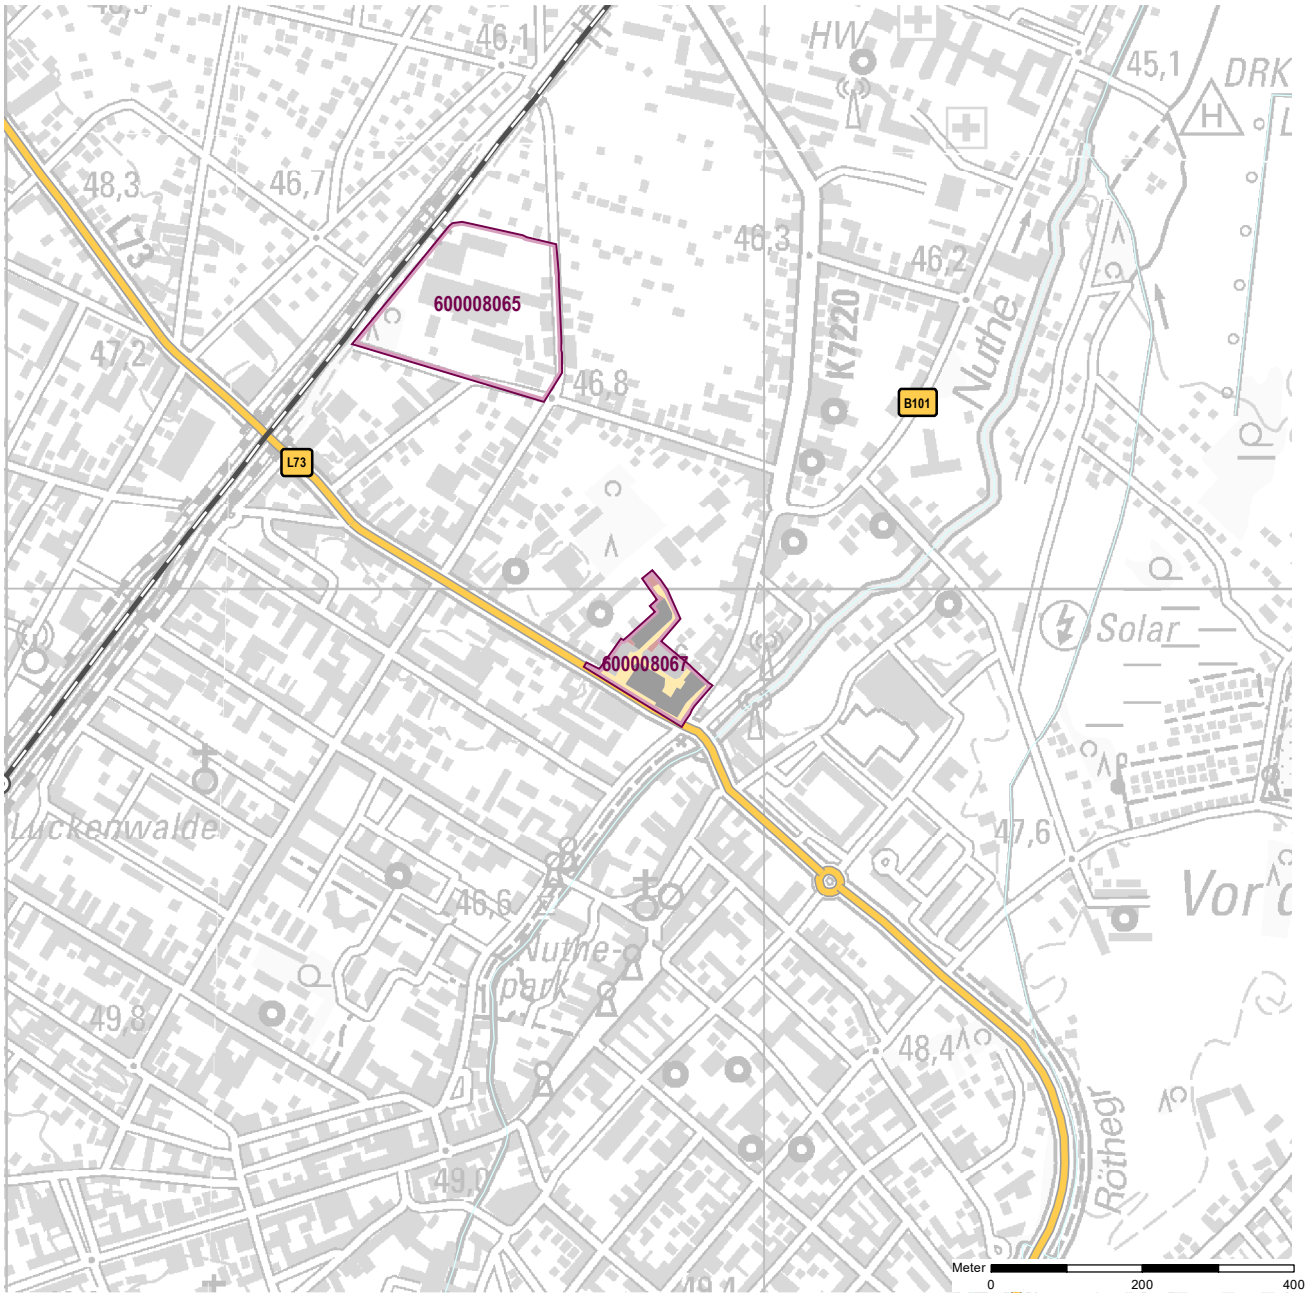 46,1
HW
45,1
DRK
H
L
48,3
46,7
L73
46,3
46,2
600008065
K7220
Nuthe
47,2
46,8
B101
L73
Solar
600008067
Luckenwalde
47,6
46,6
Vor d
Nuthe-
park
49,8
48,4
Röthegr
49,0
49,1
Meter
0 200 400